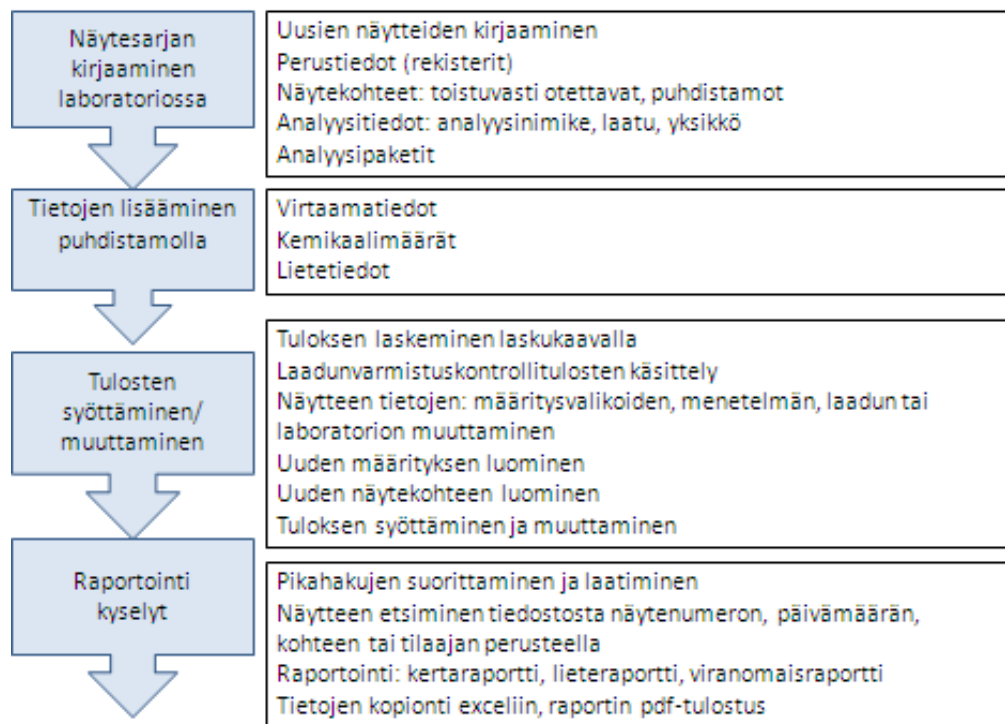 Näytesarjan
kirjaaminen
laboratoriossa
Uusien näytteiden kirjaaminen
Perustiedot (rekisterit)
Näytekohteet: toistuvasti otettavat, puhdistamot
Analyysitiedot: analyysinimike, laatu, yksikkö
Analyysipaketit
Tietojen lisääminen
puhdistamolla
Virtaamatiedot
Kemikaalimäärät
Lietetiedot
Tulosten
syöttäminen/
muuttaminen
Tuloksen laskeminen laskukaavalla
Laadunvarmistuskontrollitulosten käsittely
Näytteen tietojen: määritysvalikoiden, menetelmän, laadun tai
laboratorion muuttaminen
Uuden määrityksen luominen
Uuden näytekohteen luominen
Tuloksen syöttäminen ja muuttaminen
Raportointi
kyselyt
Pikahakujen suorittaminen ja laatiminen
Näytteen etsiminen tiedostosta näytenumeron, päivämäärän,
kohteen tai tilaajan perusteella
Raportointi: kertaraportti, lieteraportti, viranomaisraportti
Tietojen kopionti exceliin, raportin pdf-tulostus